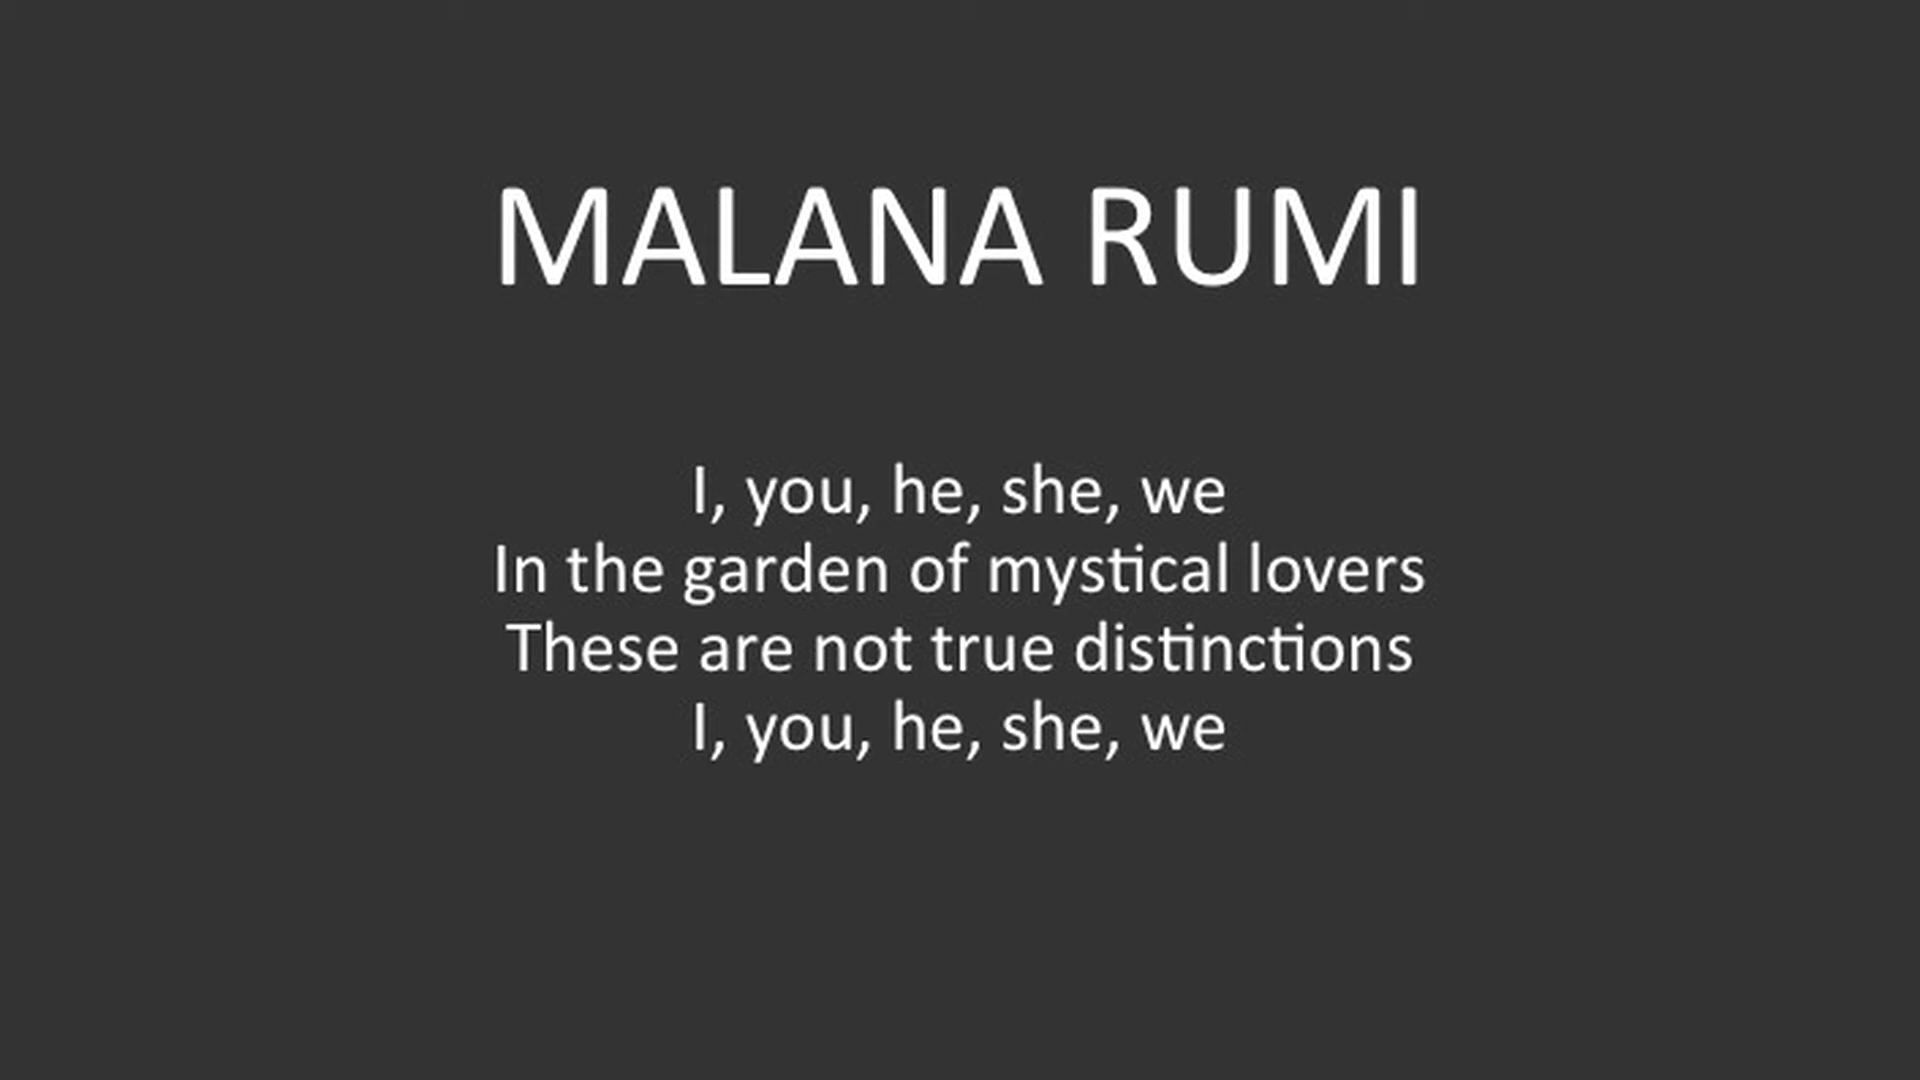 MALANA RUMI
I, you, he, she, we
In the garden of mystical lovers
These are not true distinctions
I, you, he, she, we